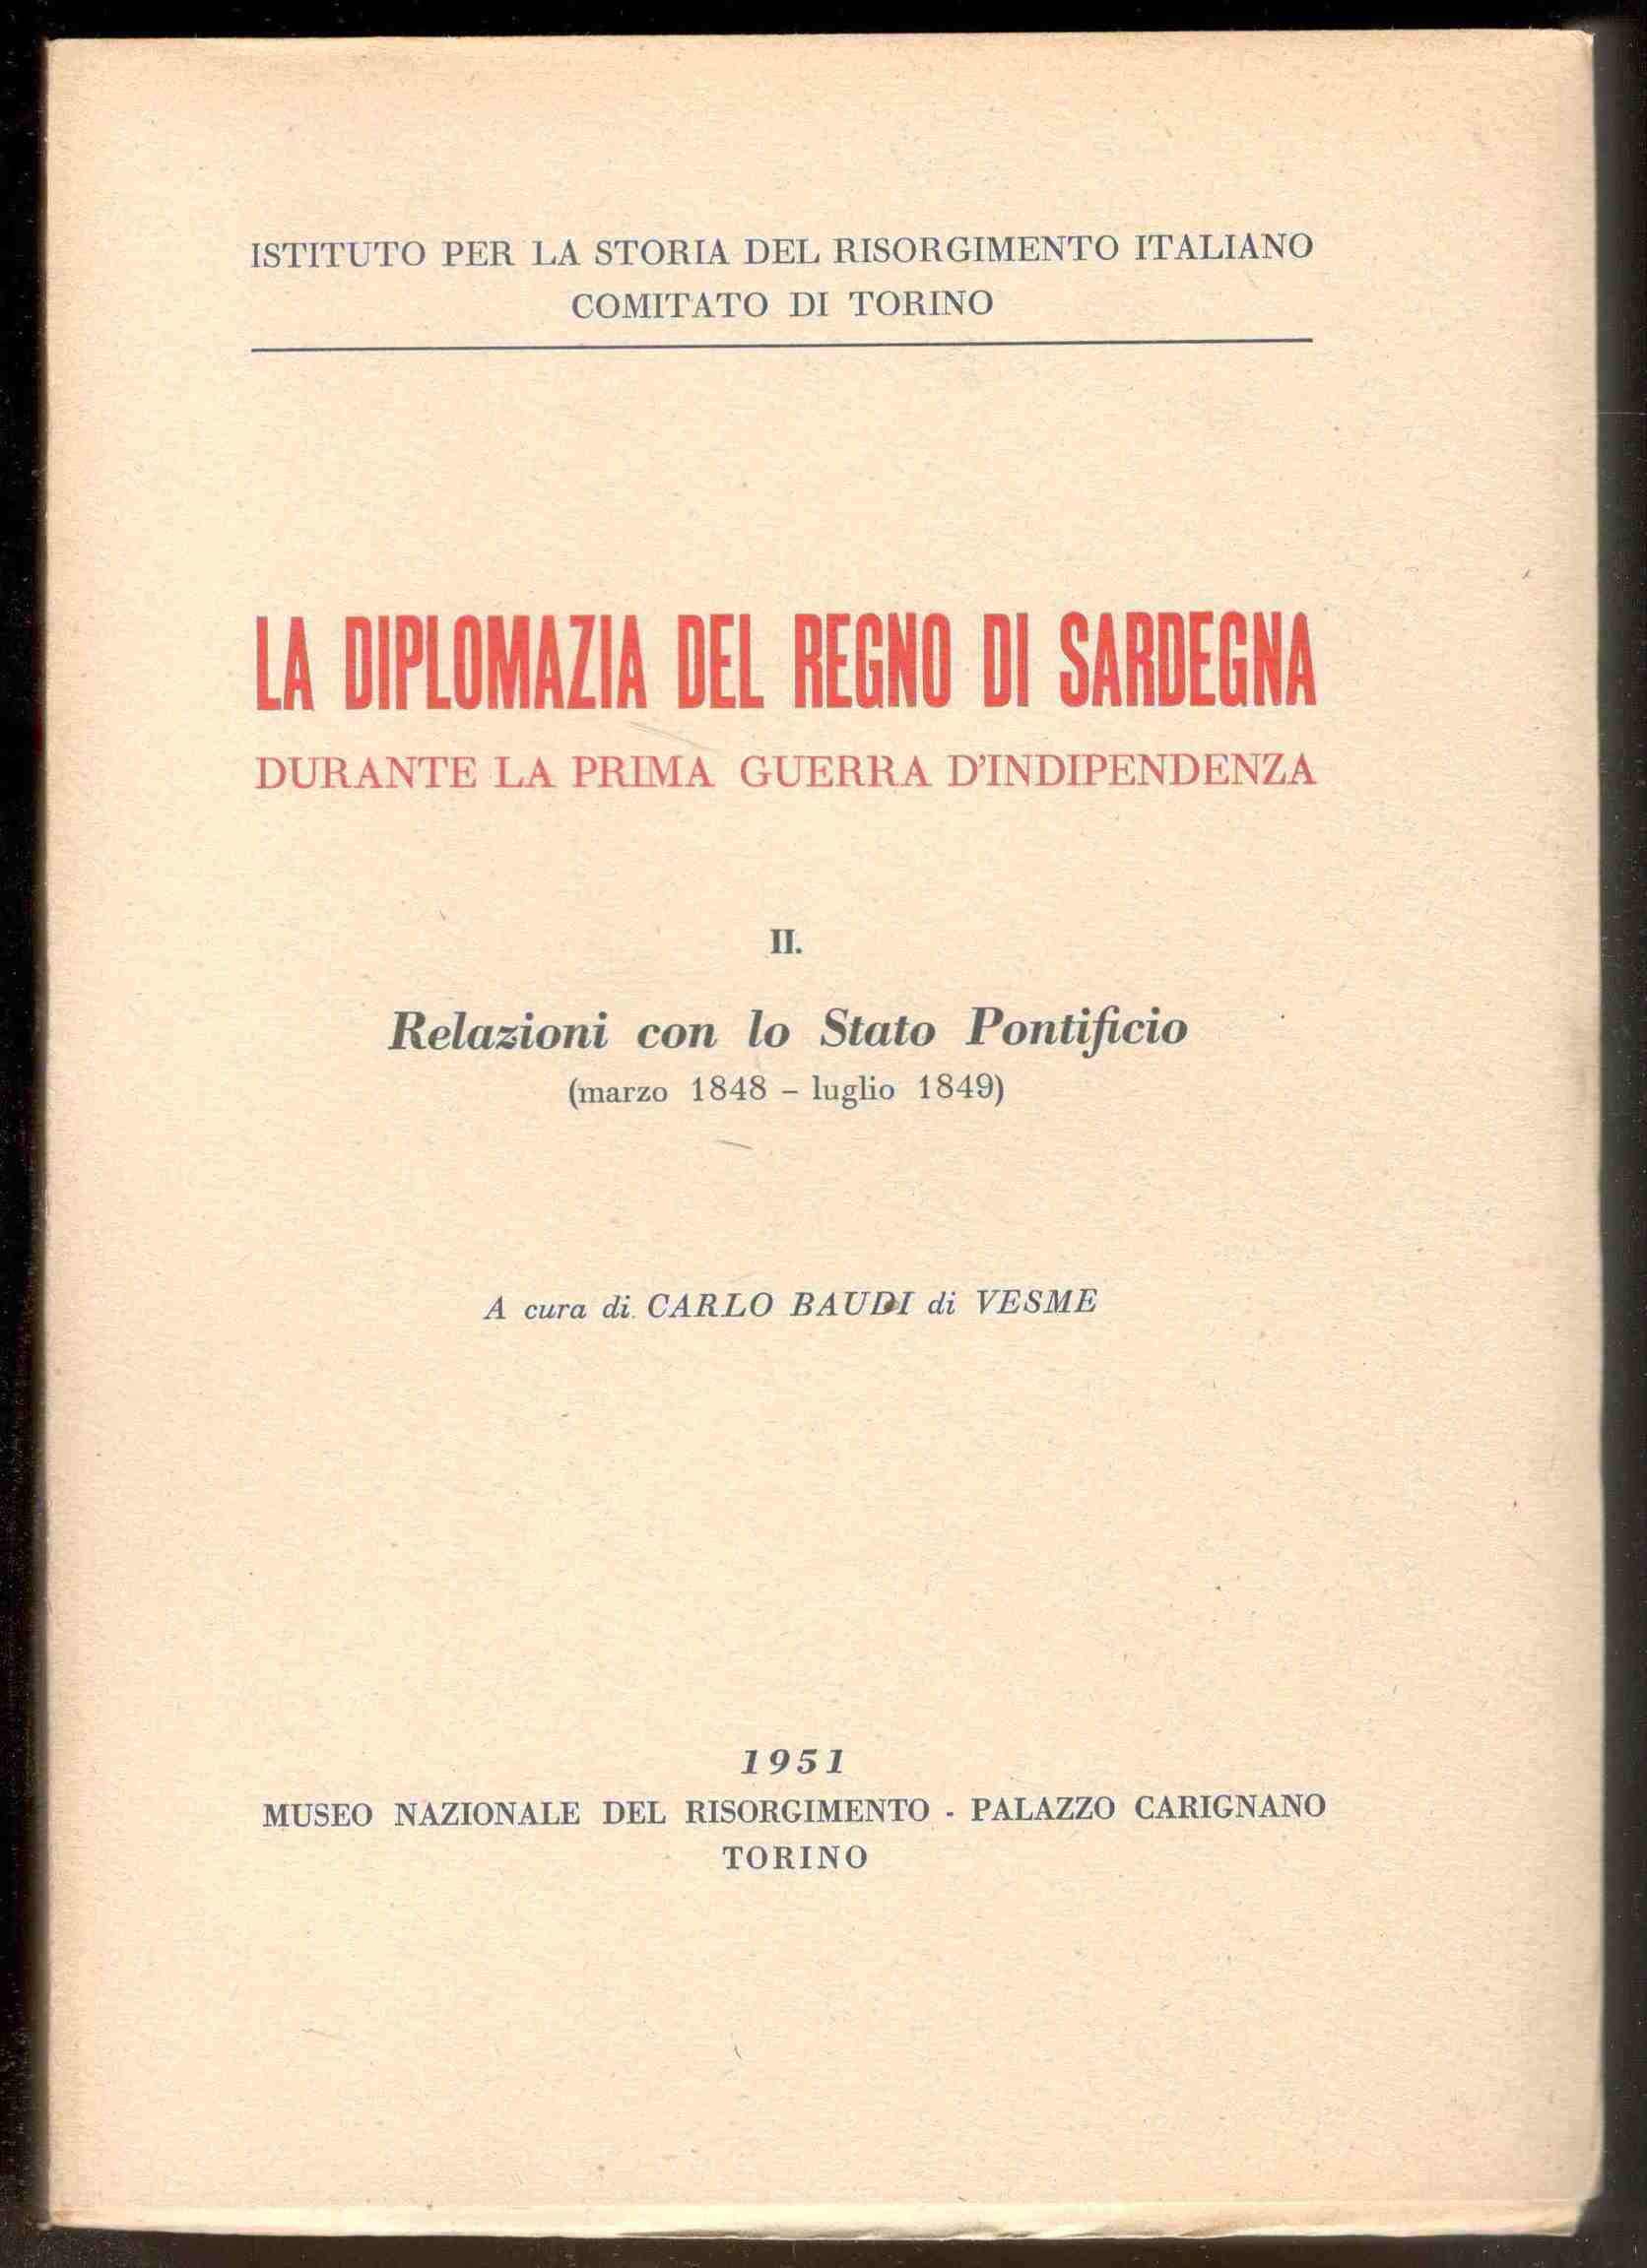 ISTITUTO PER LA STORIA DEL RISORGIMENTO ITALIANO
COMITATO DI TORINO
LA DIPLOMAZIA DEL REGNO DI SARDEGNA
DURANTE LA PRIMA GUERRA D'INDIPENDENZA
II.
Relazioni con lo Stato Pontificio
(marzo 1848 - luglio 1849)
A cura di CARLO BAUDI di VESME
1951
MUSEO NAZIONALE DEL RISORGIMENTO - PALAZZO CARIGNANO
TORINO